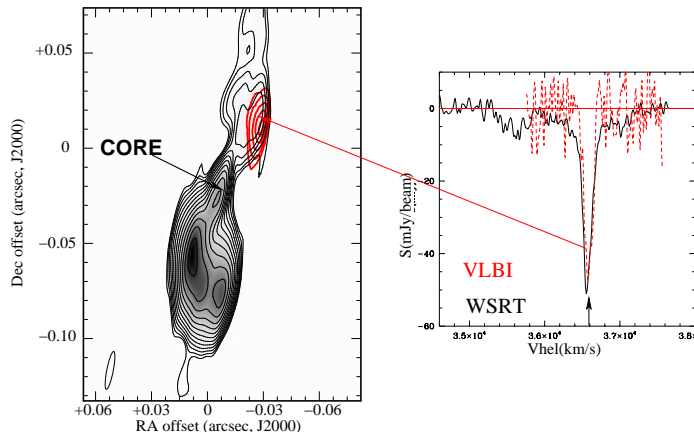 +0.05
CORE
0
−0.05
−0.10
Dec offset (arcsec, J2000)
+0.06 +0.03 0 −0.03 −0.06
RA offset (arcsec, J2000)
0
−20
−40
−60
S(mJy/beam)
VLBI
WSRT
3.5×10⁴ 3.6×10⁴ 3.7×10⁴ 3.8
Vhel(km/s)